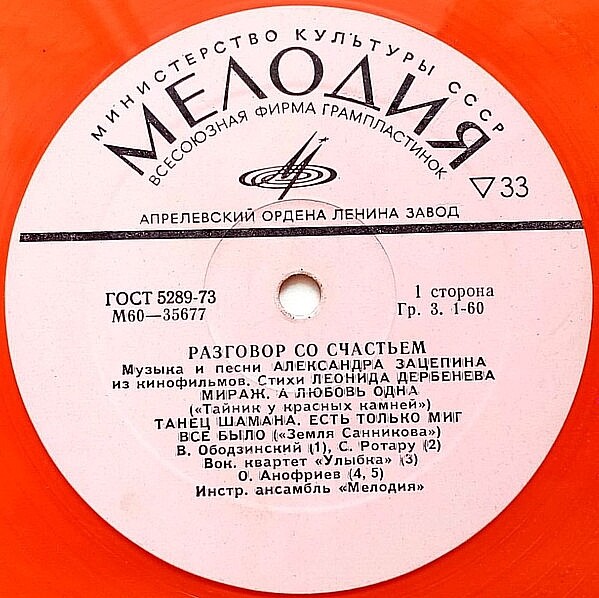 МИНИСТЕРСТВО КУЛЬТУРЫ СССР
МЕЛОДИЯ
ВСЕСОЮЗНАЯ ФИРМА ГРАМПЛАСТИНОК
▽33
АПРЕЛЕВСКИЙ ОРДЕНА ЛЕНИНА ЗАВОД
ГОСТ 5289-73
М60—35677
1 сторона
Гр. 3. 1-60
РАЗГОВОР СО СЧАСТЬЕМ
Музыка и песни АЛЕКСАНДРА ЗАЦЕПИНА
из кинофильмов. Стихи ЛЕОНИДА ДЕРБЕНЕВА
МИРАЖ. А ЛЮБОВЬ ОДНА
(«Тайник у красных камней»)
ТАНЕЦ ШАМАНА. ЕСТЬ ТОЛЬКО МИГ
ВСЕ БЫЛО («Земля Санникова»)
В. Ободзинский (1), С. Ротару (2)
Вок. квартет «Улыбка» (3)
О. Анофриев (4, 5)
Инстр. ансамбль «Мелодия»